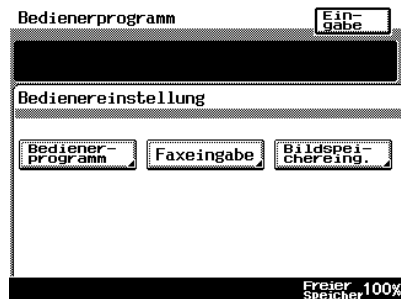 Bedienerprogramm
Ein-
gabe
Bedienereinstellung
Bediener-
programm
Faxeingabe
Bildspei-
chereing.
Freier
Speicher 100%